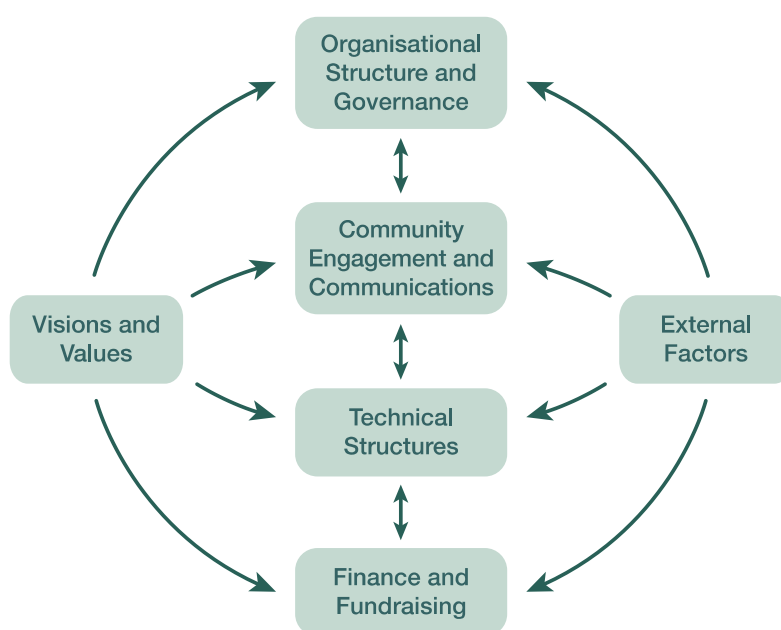 Organisational
Structure and
Governance
Community
Engagement and
Communications
Visions and
Values
External
Factors
Technical
Structures
Finance and
Fundraising